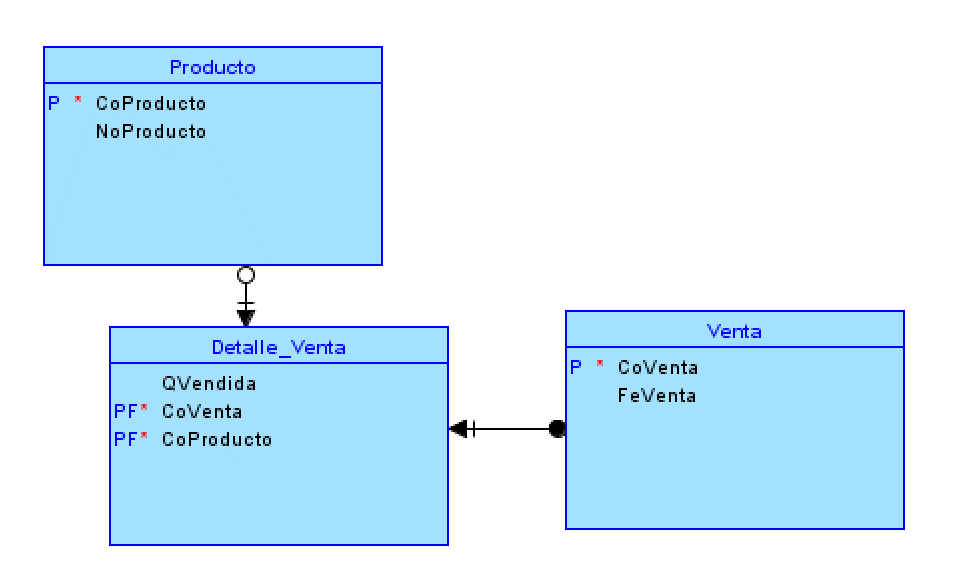 Producto
P * CoProducto
NoProducto
Detalle_Venta
QVendida
PF* CoVenta
PF* CoProducto
Venta
P * CoVenta
FeVenta